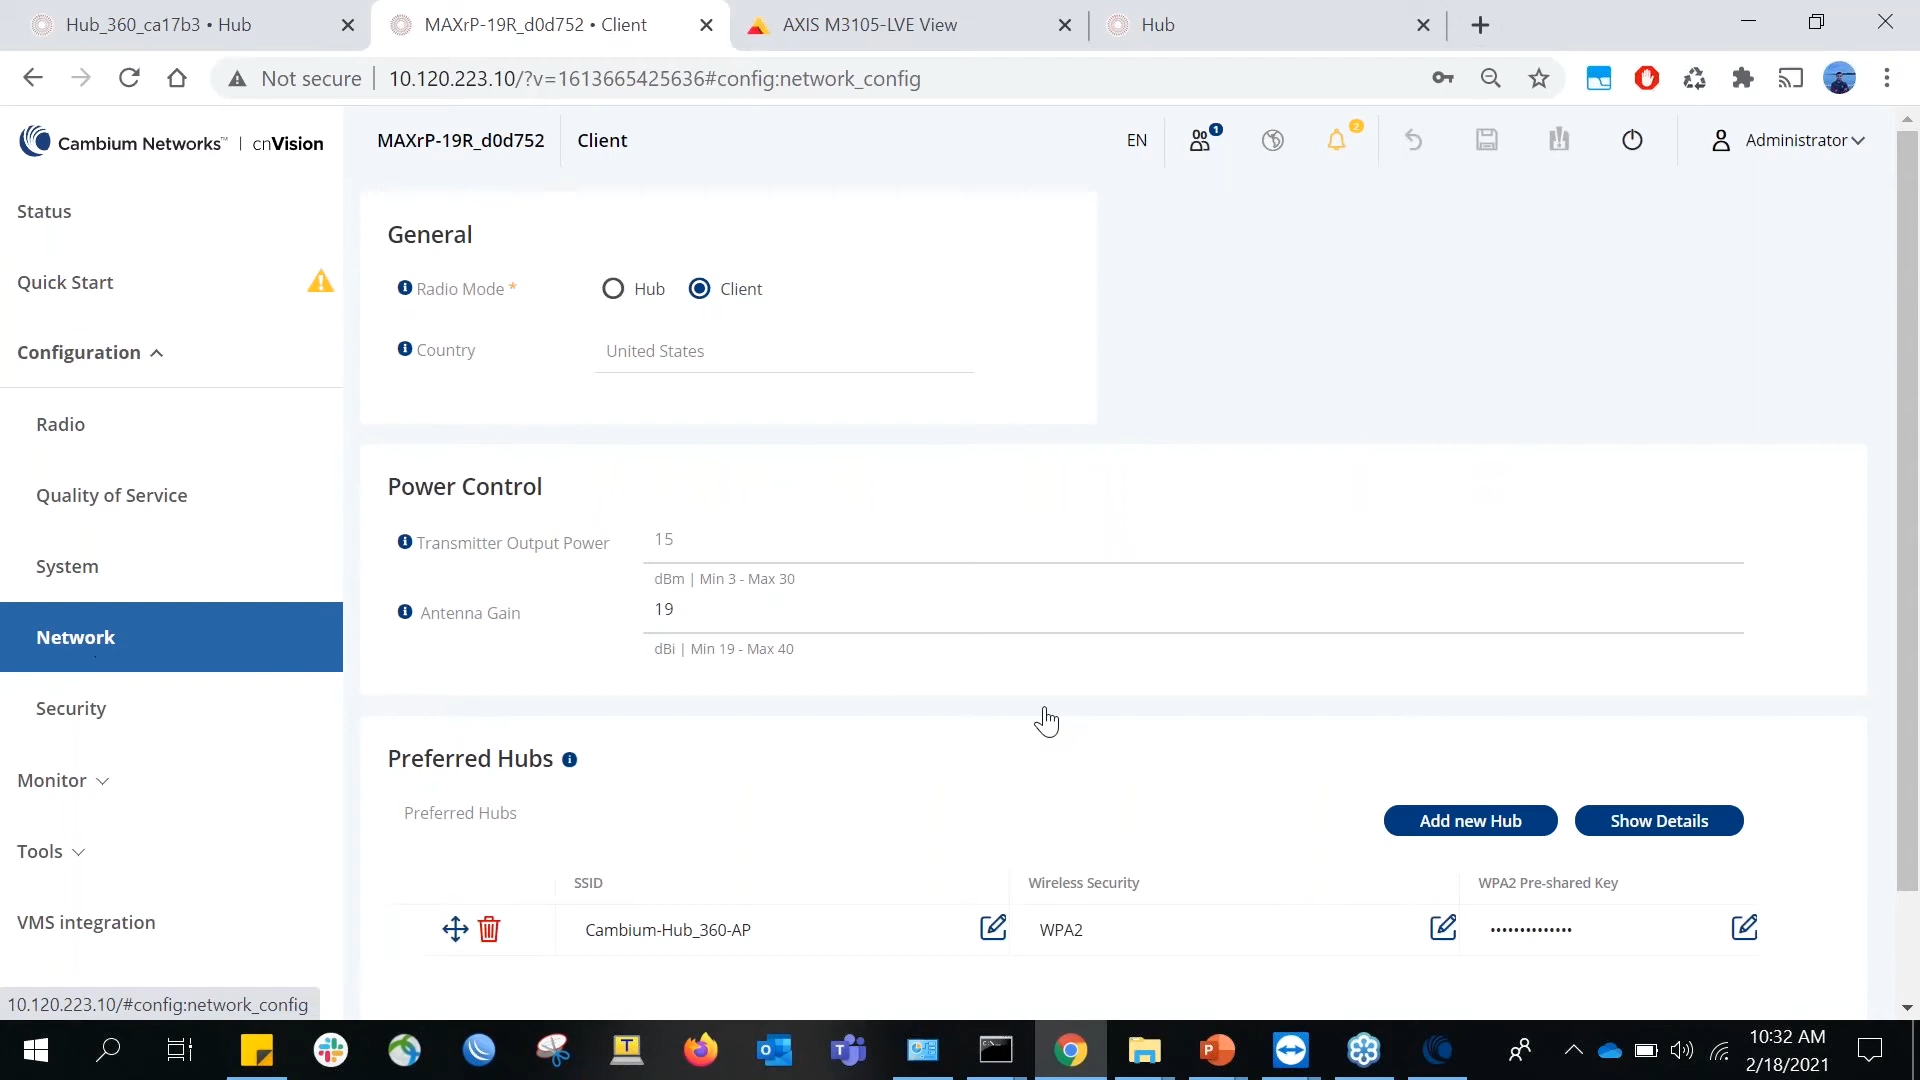 Hub_360_ca17b3 • Hub
MAXrP-19R_d0d752 • Client
AXIS M3105-LVE View
Hub
Not secure
10.120.223.10/?v=1613665425636#config:network_config
Cambium Networks™ | cnVision
MAXrP-19R_d0d752
Client
EN
1
2
Administrator
Status
Quick Start
Configuration
Radio
Quality of Service
System
Network
Security
Monitor
Tools
VMS integration
General
Radio Mode *
Hub
Client
Country
United States
Power Control
Transmitter Output Power
15
dBm | Min 3 - Max 30
Antenna Gain
19
dBi | Min 19 - Max 40
Preferred Hubs
Preferred Hubs
Add new Hub
Show Details
SSID
Wireless Security
WPA2 Pre-shared Key
Cambium-Hub_360-AP
WPA2
••••••••••••••
10.120.223.10/#config:network_config
10:32 AM
2/18/2021